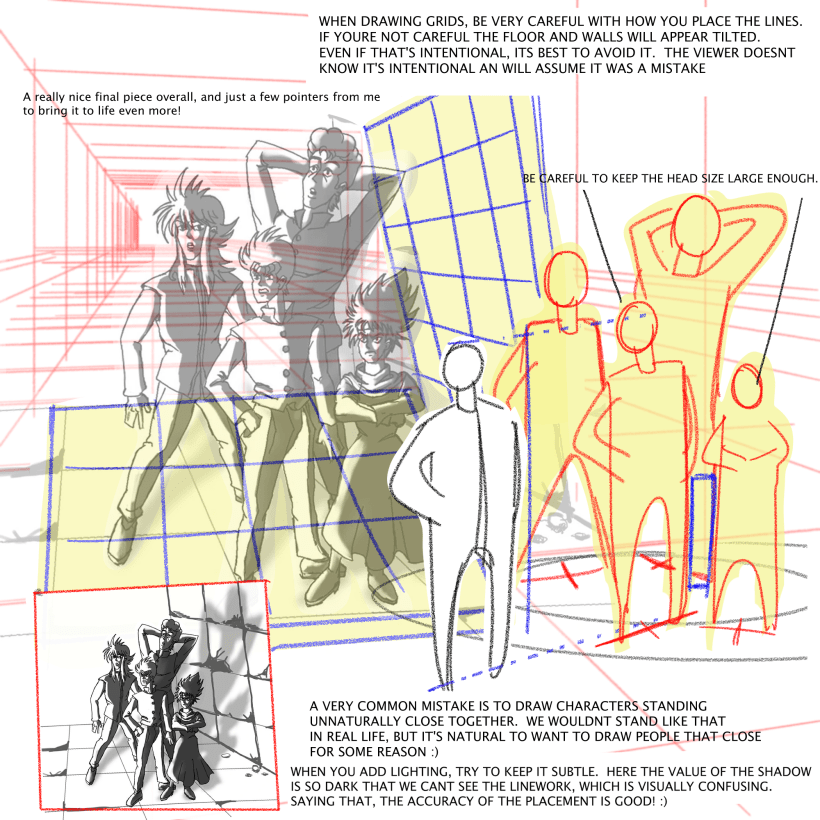 WHEN DRAWING GRIDS, BE VERY CAREFUL WITH HOW YOU PLACE THE LINES.
IF YOURE NOT CAREFUL THE FLOOR AND WALLS WILL APPEAR TILTED.
EVEN IF THAT'S INTENTIONAL, ITS BEST TO AVOID IT.  THE VIEWER DOESNT
KNOW IT'S INTENTIONAL AN WILL ASSUME IT WAS A MISTAKE
A really nice final piece overall, and just a few pointers from me
to bring it to life even more!
BE CAREFUL TO KEEP THE HEAD SIZE LARGE ENOUGH.
A VERY COMMON MISTAKE IS TO DRAW CHARACTERS STANDING
UNNATURALLY CLOSE TOGETHER.  WE WOULDNT STAND LIKE THAT
IN REAL LIFE, BUT IT'S NATURAL TO WANT TO DRAW PEOPLE THAT CLOSE
FOR SOME REASON :)
WHEN YOU ADD LIGHTING, TRY TO KEEP IT SUBTLE.  HERE THE VALUE OF THE SHADOW
IS SO DARK THAT WE CANT SEE THE LINEWORK, WHICH IS VISUALLY CONFUSING.
SAYING THAT, THE ACCURACY OF THE PLACEMENT IS GOOD! :)